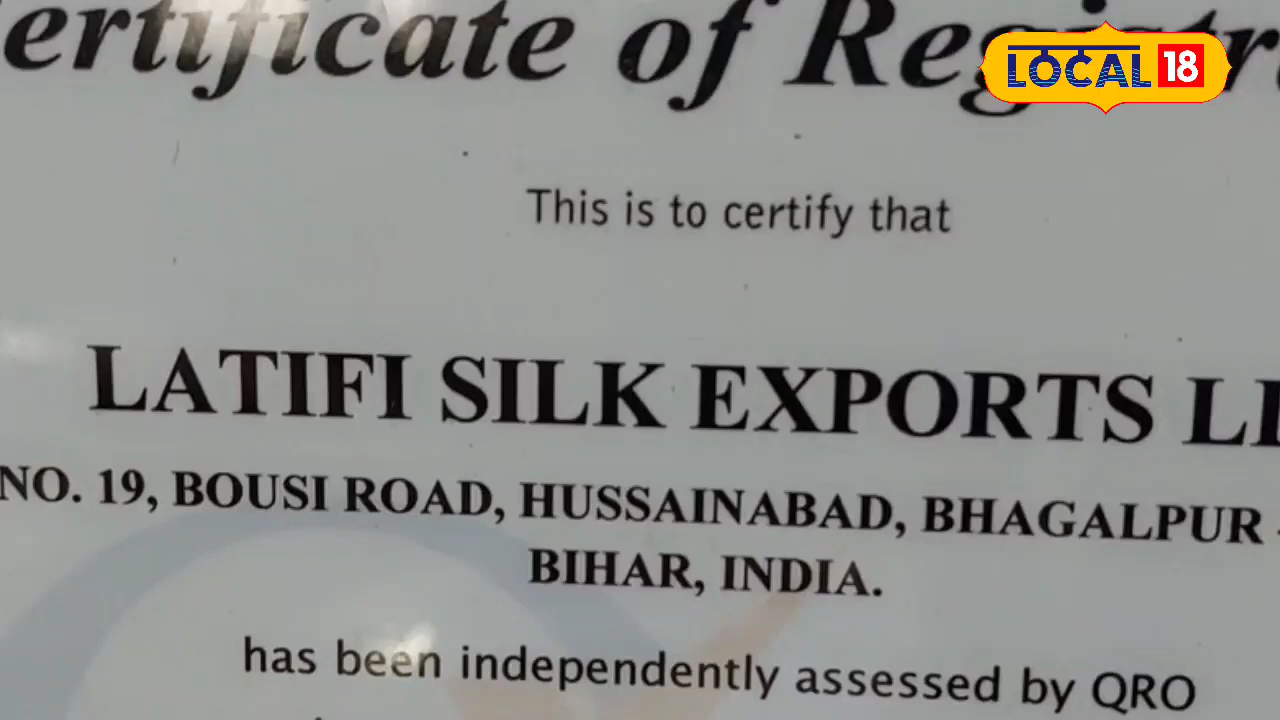 ertificate of Registr
LOCAL 18
This is to certify that
LATIFI SILK EXPORTS
NO. 19, BOUSI ROAD, HUSSAINABAD, BHAGALPUR -
BIHAR, INDIA.
has been independently assessed by QRO